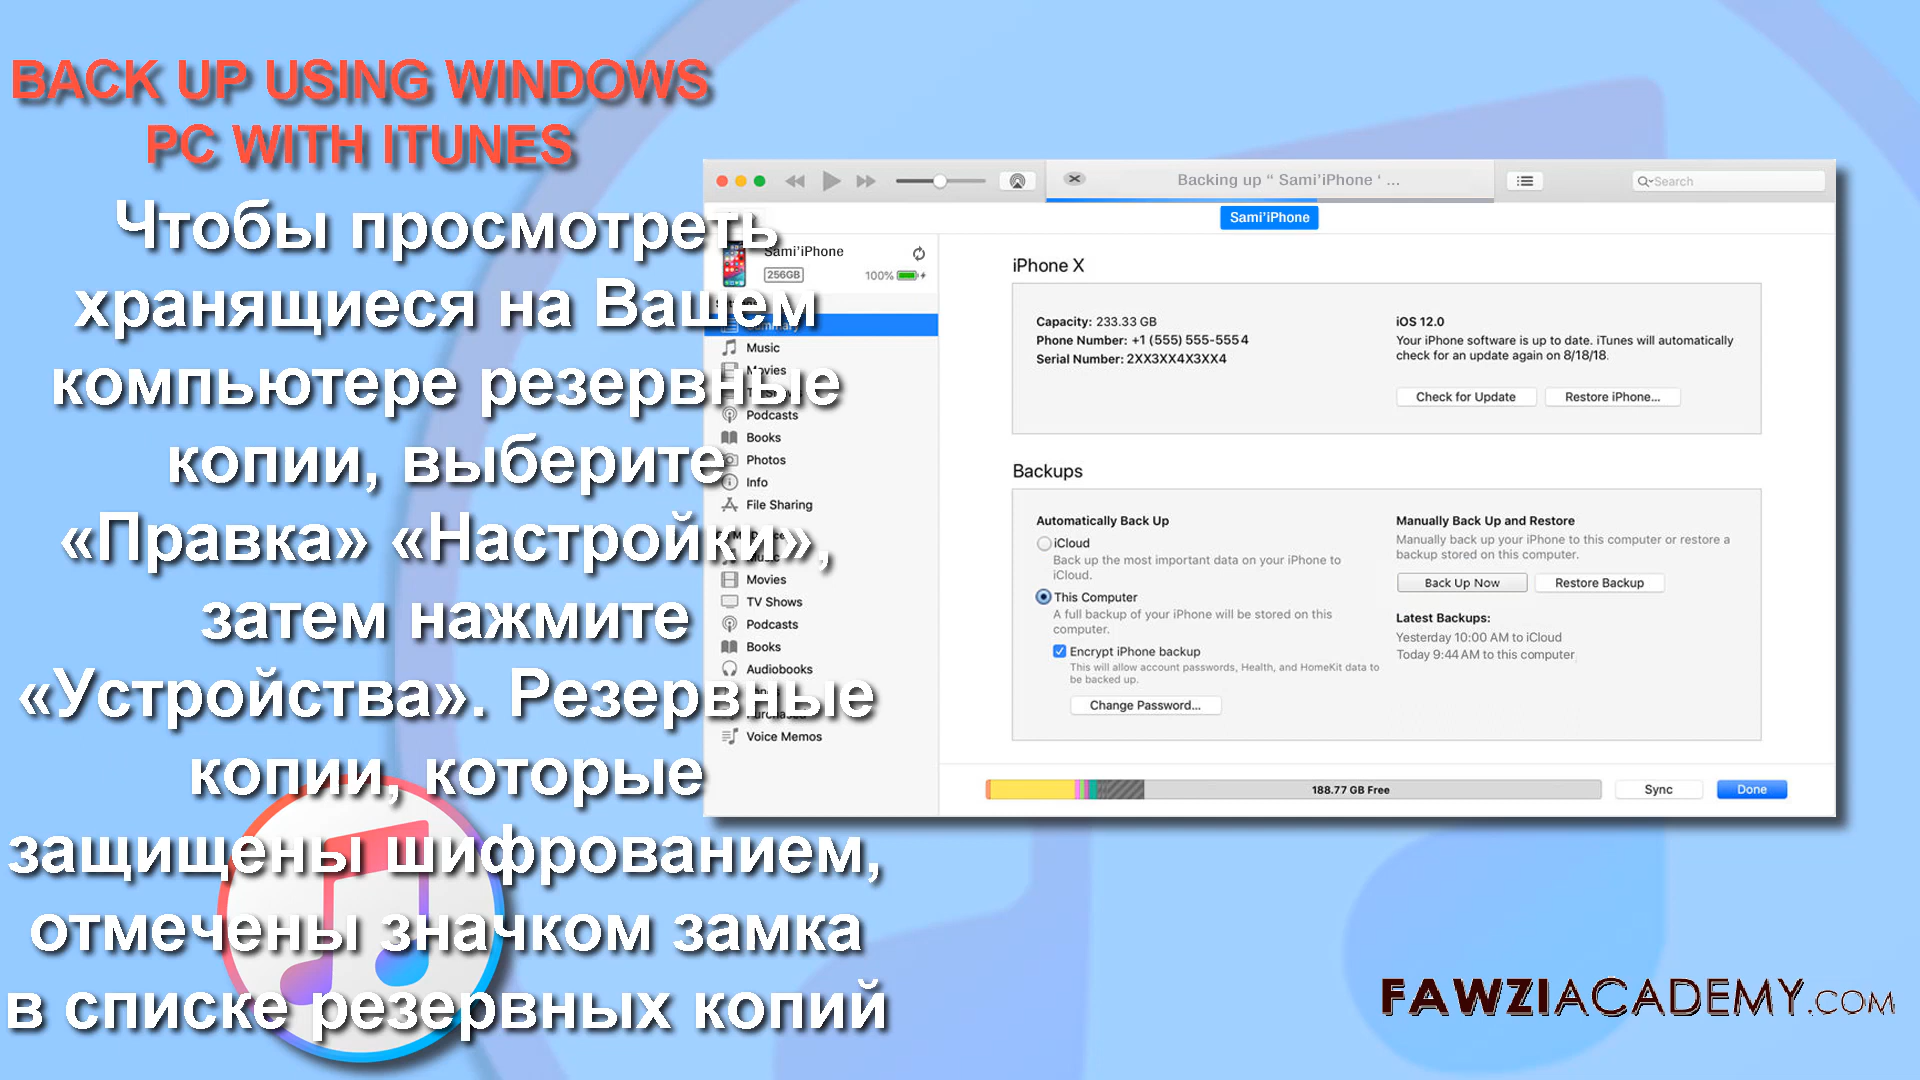 BACK UP USING WINDOWS
PC WITH ITUNES
Чтобы просмотреть
хранящиеся на Вашем
компьютере резервные
копии, выберите
«Правка» «Настройки»,
затем нажмите
«Устройства». Резервные
копии, которые
защищены шифрованием,
отмечены значком замка
в списке резервных копий
Backing up “ Sami’iPhone ‘ ...
Search
Sami’iPhone
Sami’iPhone
256GB
100%
Music
Movies
Podcasts
Books
Photos
Info
File Sharing
Movies
TV Shows
Podcasts
Books
Audiobooks
Voice Memos
iPhone X
Capacity: 233.33 GB
Phone Number: +1 (555) 555-5554
Serial Number: 2XX3XX4X3XX4
iOS 12.0
Your iPhone software is up to date. iTunes will automatically
check for an update again on 8/18/18.
Check for Update
Restore iPhone...
Backups
Automatically Back Up
iCloud
Back up the most important data on your iPhone to
iCloud.
This Computer
A full backup of your iPhone will be stored on this
computer.
Encrypt iPhone backup
This will allow account passwords, Health, and HomeKit data to
be backed up.
Change Password...
Manually Back Up and Restore
Manually back up your iPhone to this computer or restore a
backup stored on this computer.
Back Up Now
Restore Backup
Latest Backups:
Yesterday 10:00 AM to iCloud
Today 9:44 AM to this computer
188.77 GB Free
Sync
Done
FAWZIACADEMY.COM